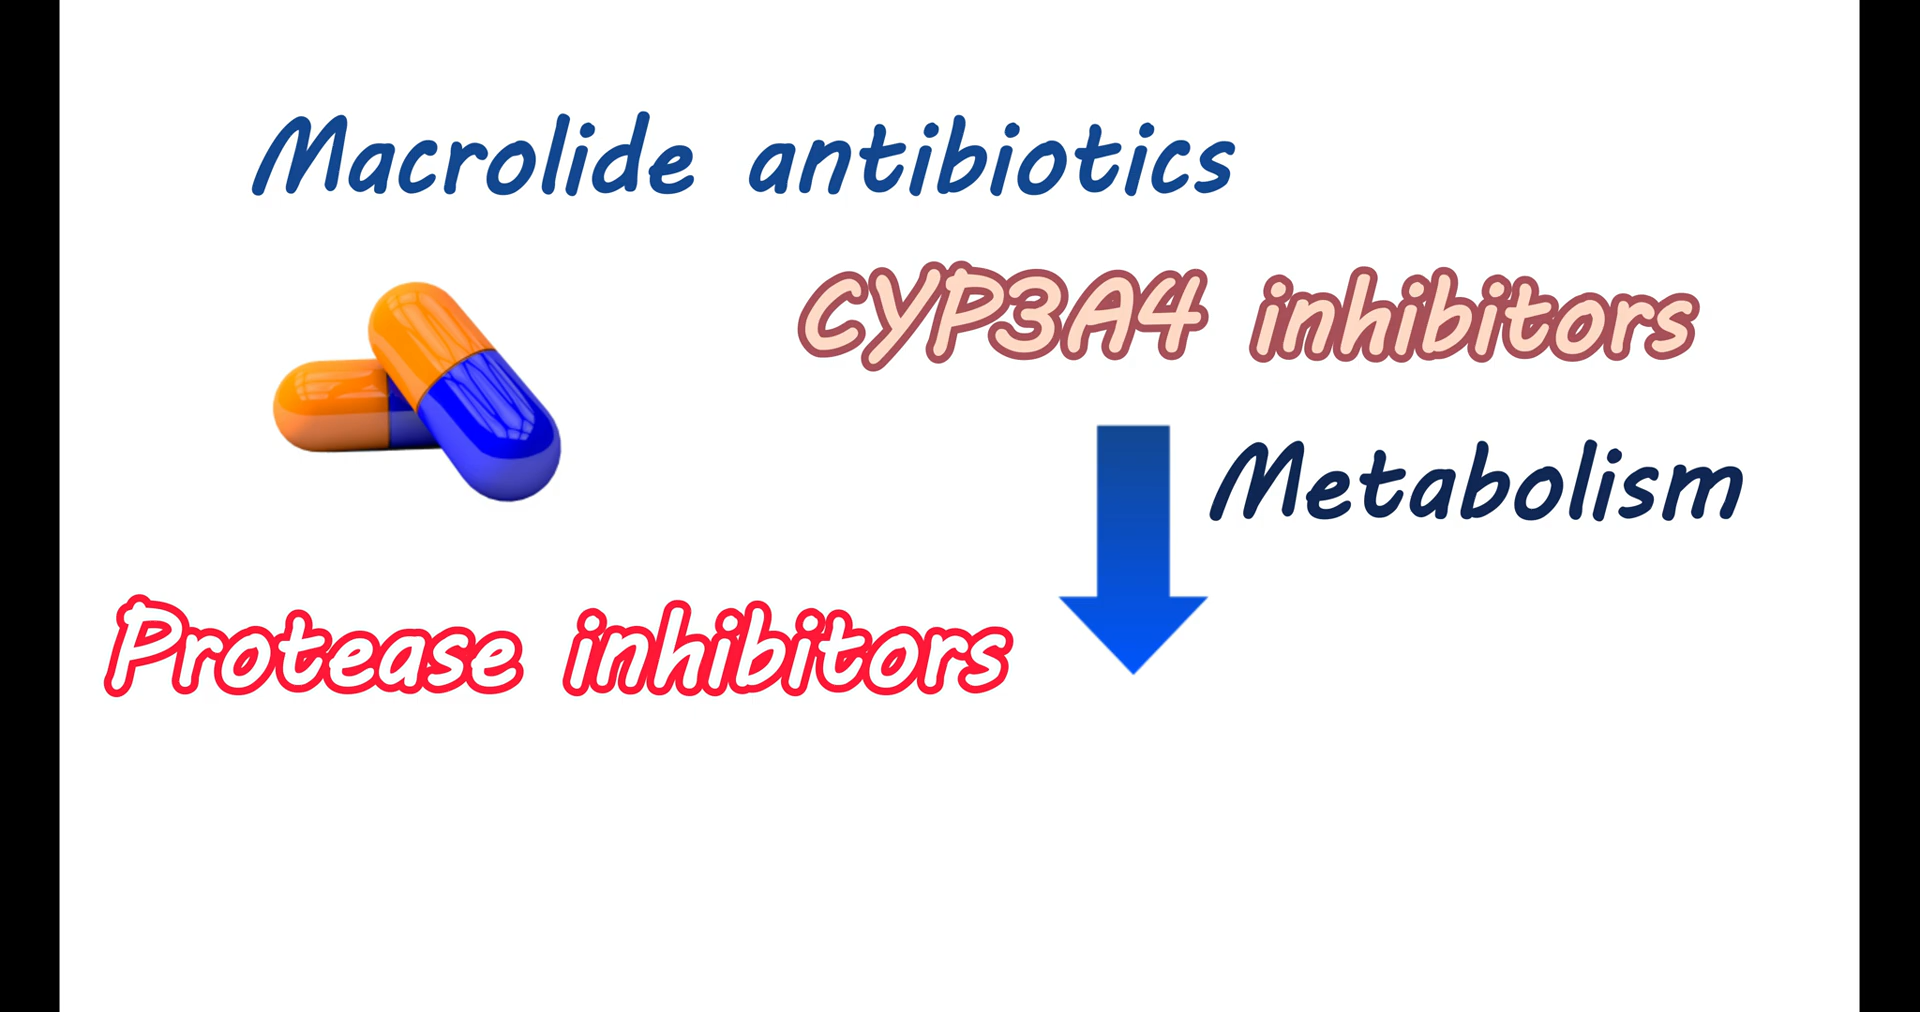 Macrolide antibiotics
CYP3A4 inhibitors
Metabolism
Protease inhibitors